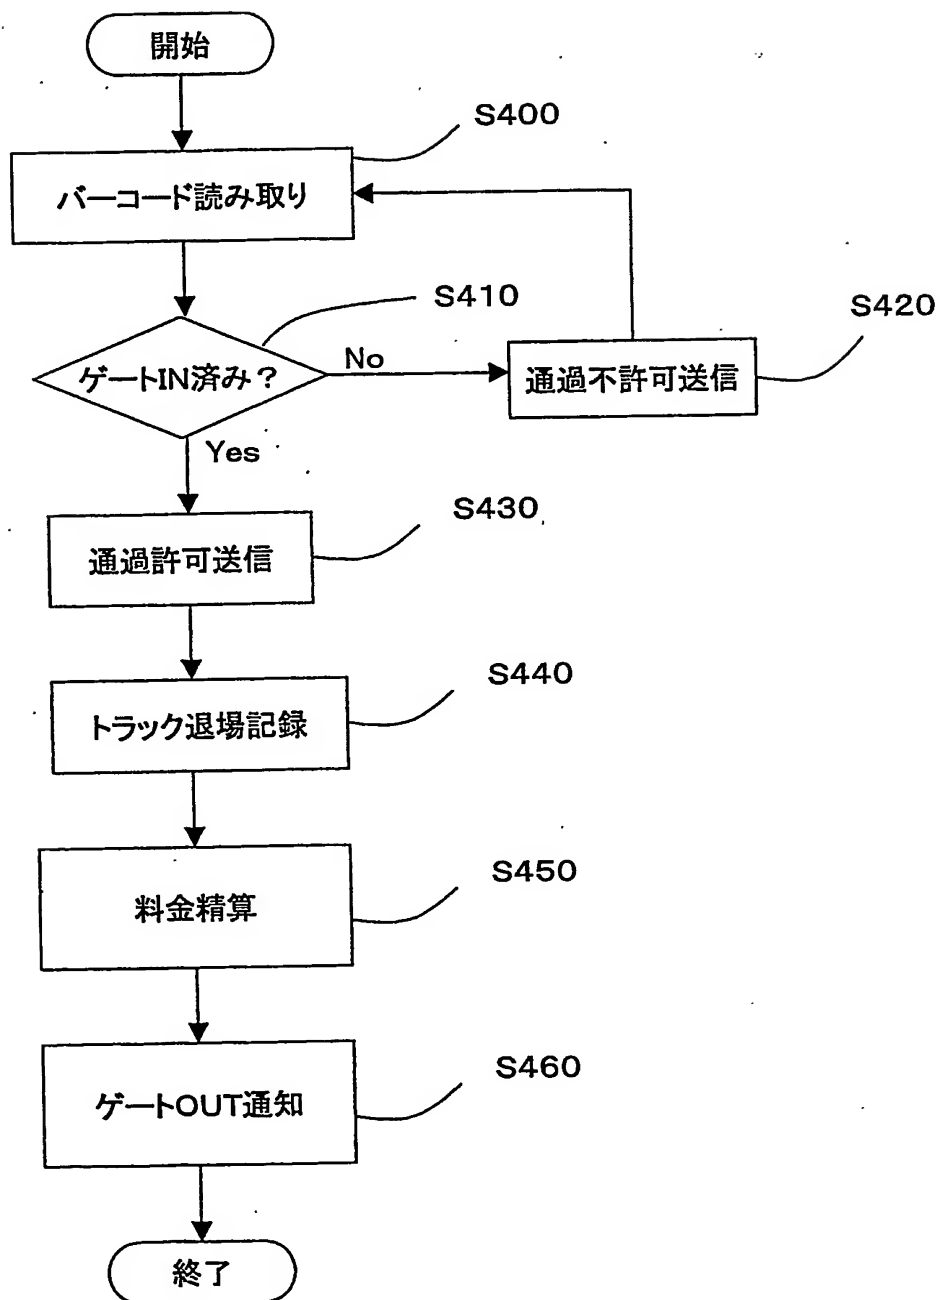 開始
S400
バーコード読み取り
S410
S420
ゲートIN済み？
No
通過不許可送信
Yes
S430
通過許可送信
S440
トラック退場記録
S450
料金精算
S460
ゲートOUT通知
終了